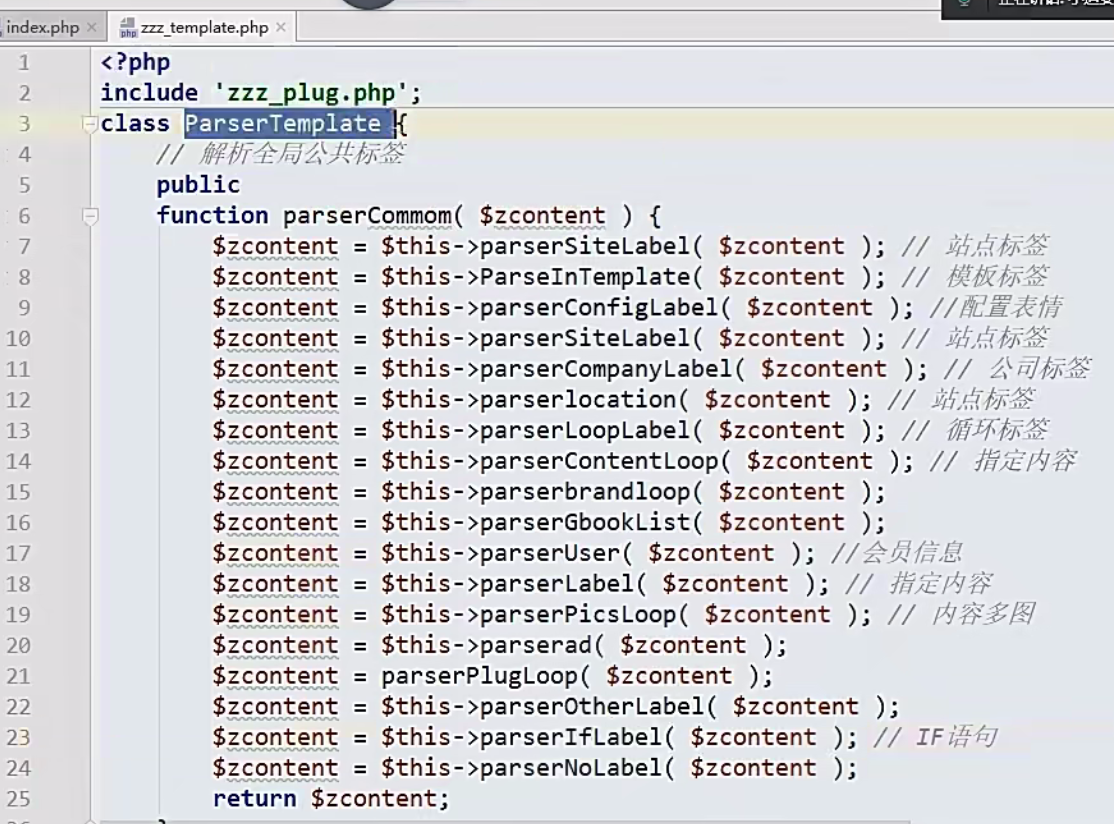 index.php
zzz_template.php
1 <?php
2 include 'zzz_plug.php';
3 class ParserTemplate {
4 // 解析全局公共标签
5 public
6 function parserCommom( $zcontent ) {
7 $zcontent = $this->parserSiteLabel( $zcontent ); // 站点标签
8 $zcontent = $this->ParseInTemplate( $zcontent ); // 模板标签
9 $zcontent = $this->parserConfigLabel( $zcontent ); //配置表情
10 $zcontent = $this->parserSiteLabel( $zcontent ); // 站点标签
11 $zcontent = $this->parserCompanyLabel( $zcontent ); // 公司标签
12 $zcontent = $this->parserlocation( $zcontent ); // 站点标签
13 $zcontent = $this->parserLoopLabel( $zcontent ); // 循环标签
14 $zcontent = $this->parserContentLoop( $zcontent ); // 指定内容
15 $zcontent = $this->parserbrandloop( $zcontent );
16 $zcontent = $this->parserGbookList( $zcontent );
17 $zcontent = $this->parserUser( $zcontent ); //会员信息
18 $zcontent = $this->parserLabel( $zcontent ); // 指定内容
19 $zcontent = $this->parserPicsLoop( $zcontent ); // 内容多图
20 $zcontent = $this->parserad( $zcontent );
21 $zcontent = parserPlugLoop( $zcontent );
22 $zcontent = $this->parserOtherLabel( $zcontent );
23 $zcontent = $this->parserIfLabel( $zcontent ); // IF语句
24 $zcontent = $this->parserNoLabel( $zcontent );
25 return $zcontent;